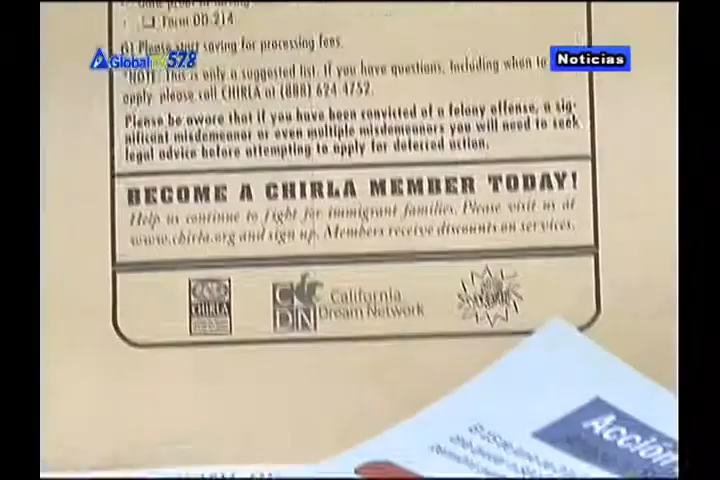 Form DD-214
6) Please start saving for processing fees.
Global 578
Noticias
*NOTE: This is only a suggested list. If you have questions, including when to
apply, please call CHIRLA at (888) 624-4752.
Please be aware that if you have been convicted of a felony offense, a sig-
nificant misdemeanor or even multiple misdemeanors you will need to seek
legal advice before attempting to apply for deferred action.
BECOME A CHIRLA MEMBER TODAY!
Help us continue to fight for immigrant families. Please visit us at
www.chirla.org and sign up. Members receive discounts on services.
CHIRLA
CDN
California
Dream Network
Acción